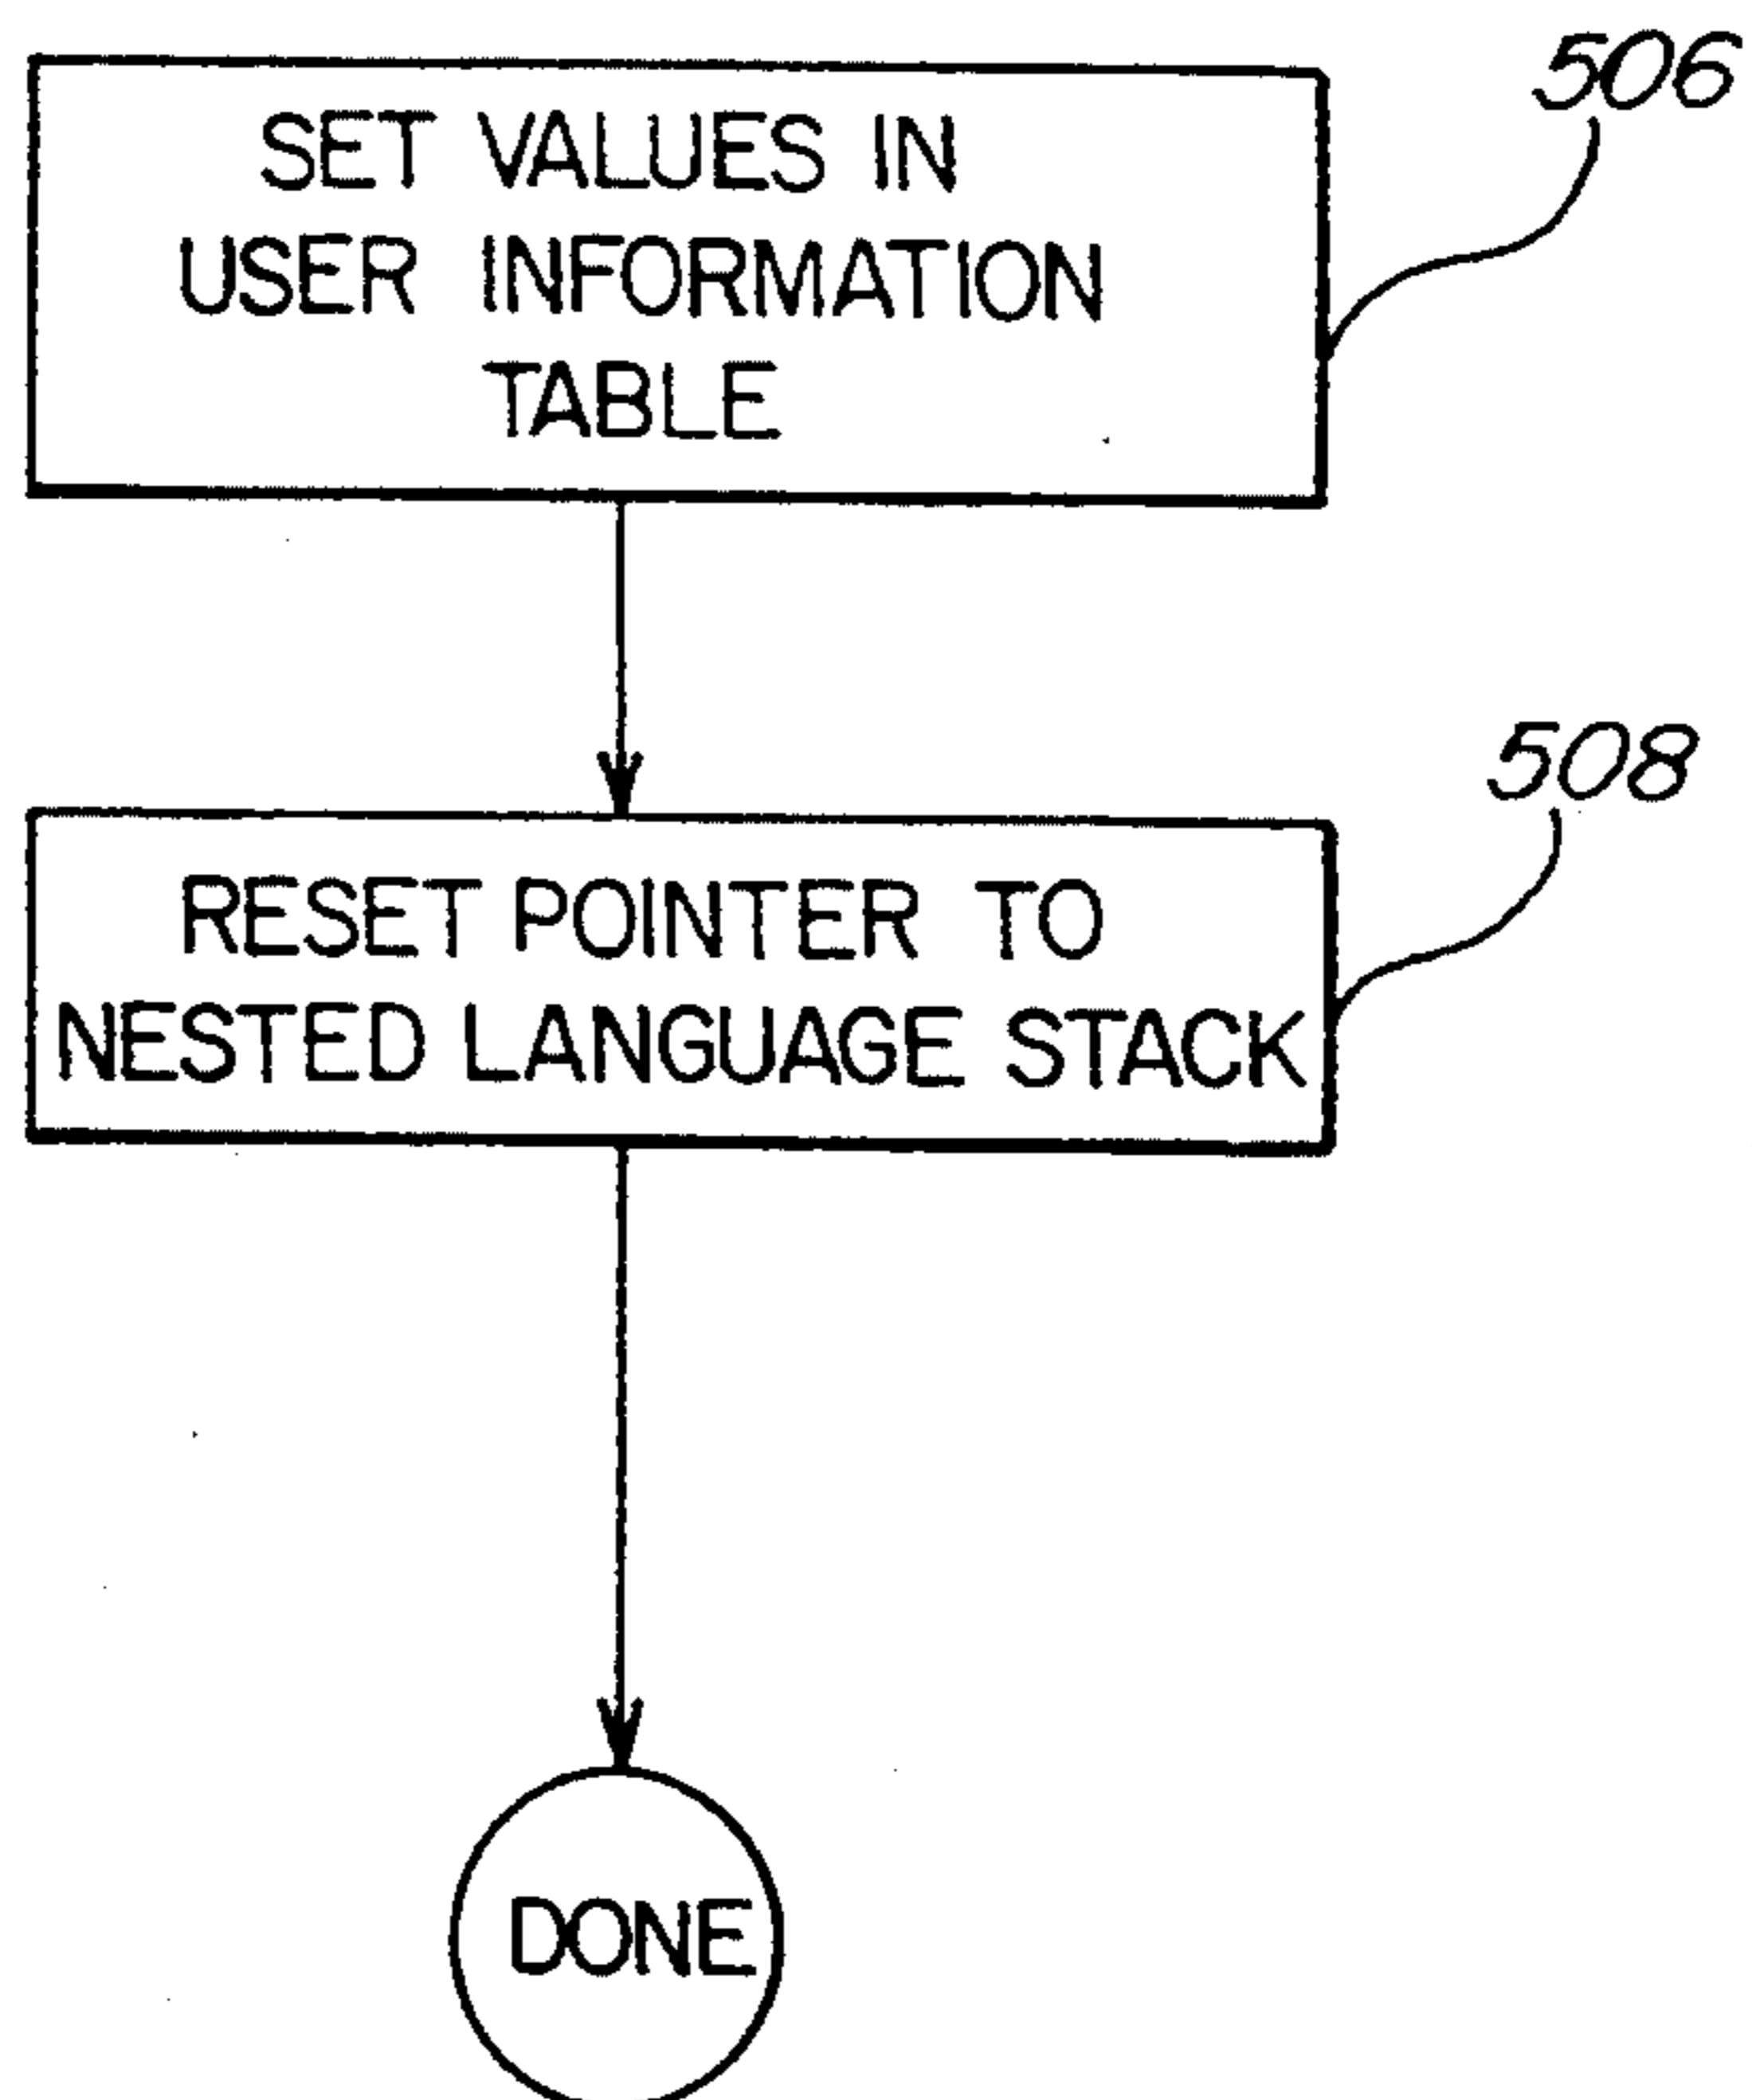 506
SET VALUES IN
USER INFORMATION
TABLE
508
RESET POINTER TO
NESTED LANGUAGE STACK
DONE